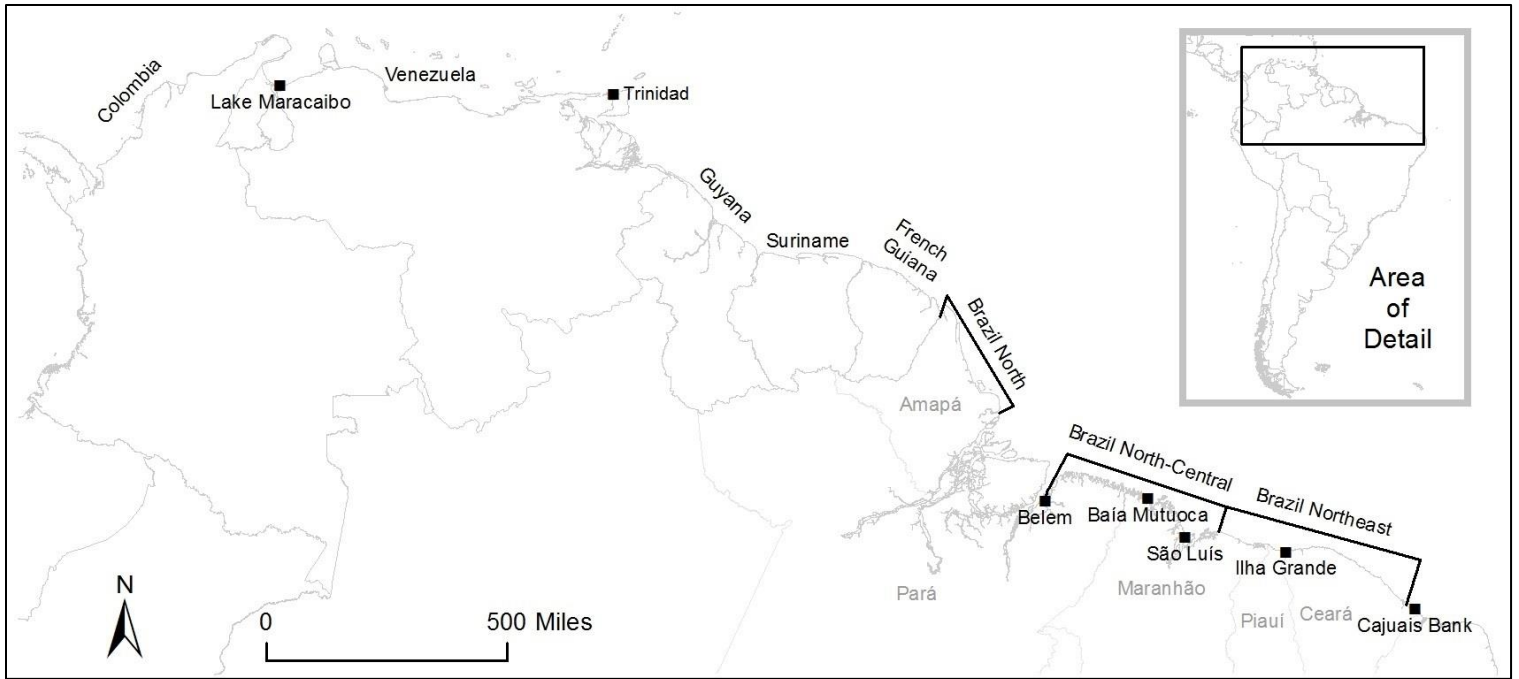 Colombia
Venezuela
Lake Maracaibo
Trinidad
Guyana
Suriname
French
Guiana
Brazil North
Area
of
Detail
Amapá
Brazil North-Central
Brazil Northeast
Belem
Baía Mutuoca
São Luís
Ilha Grande
Pará
Maranhão
Piauí
Ceará
Cajuais Bank
N
0
500 Miles